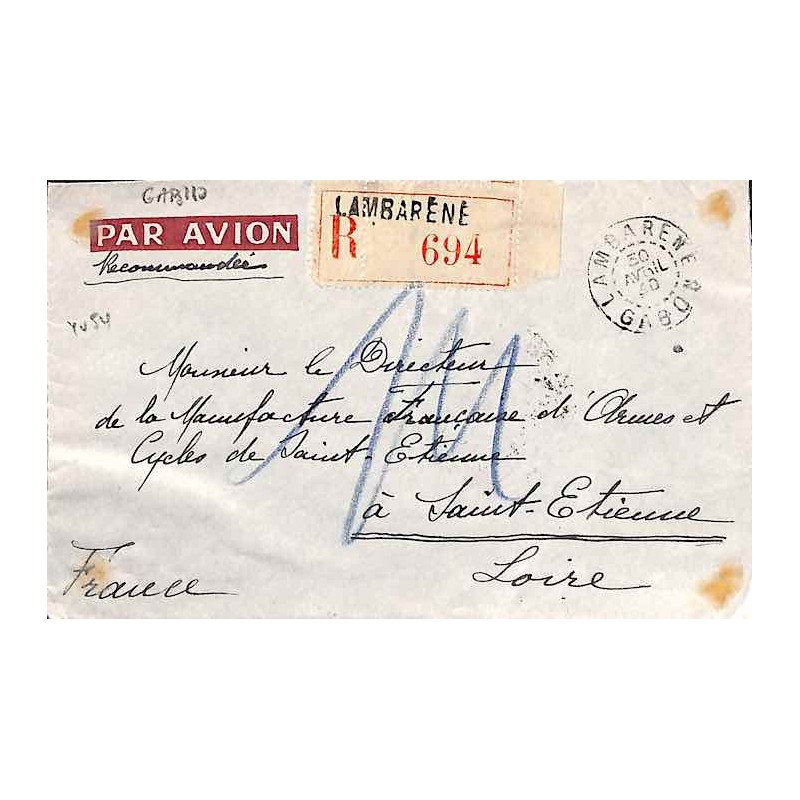 GAB110
PAR AVION
Recommandée
LAMBARÉNÉ
R 694
LAMBARENE
30
AVRIL
GABON
Monsieur le Directeur
de la Manufacture Française d'Armes et
Cycles de Saint-Etienne
à Saint-Etienne
Loire
France